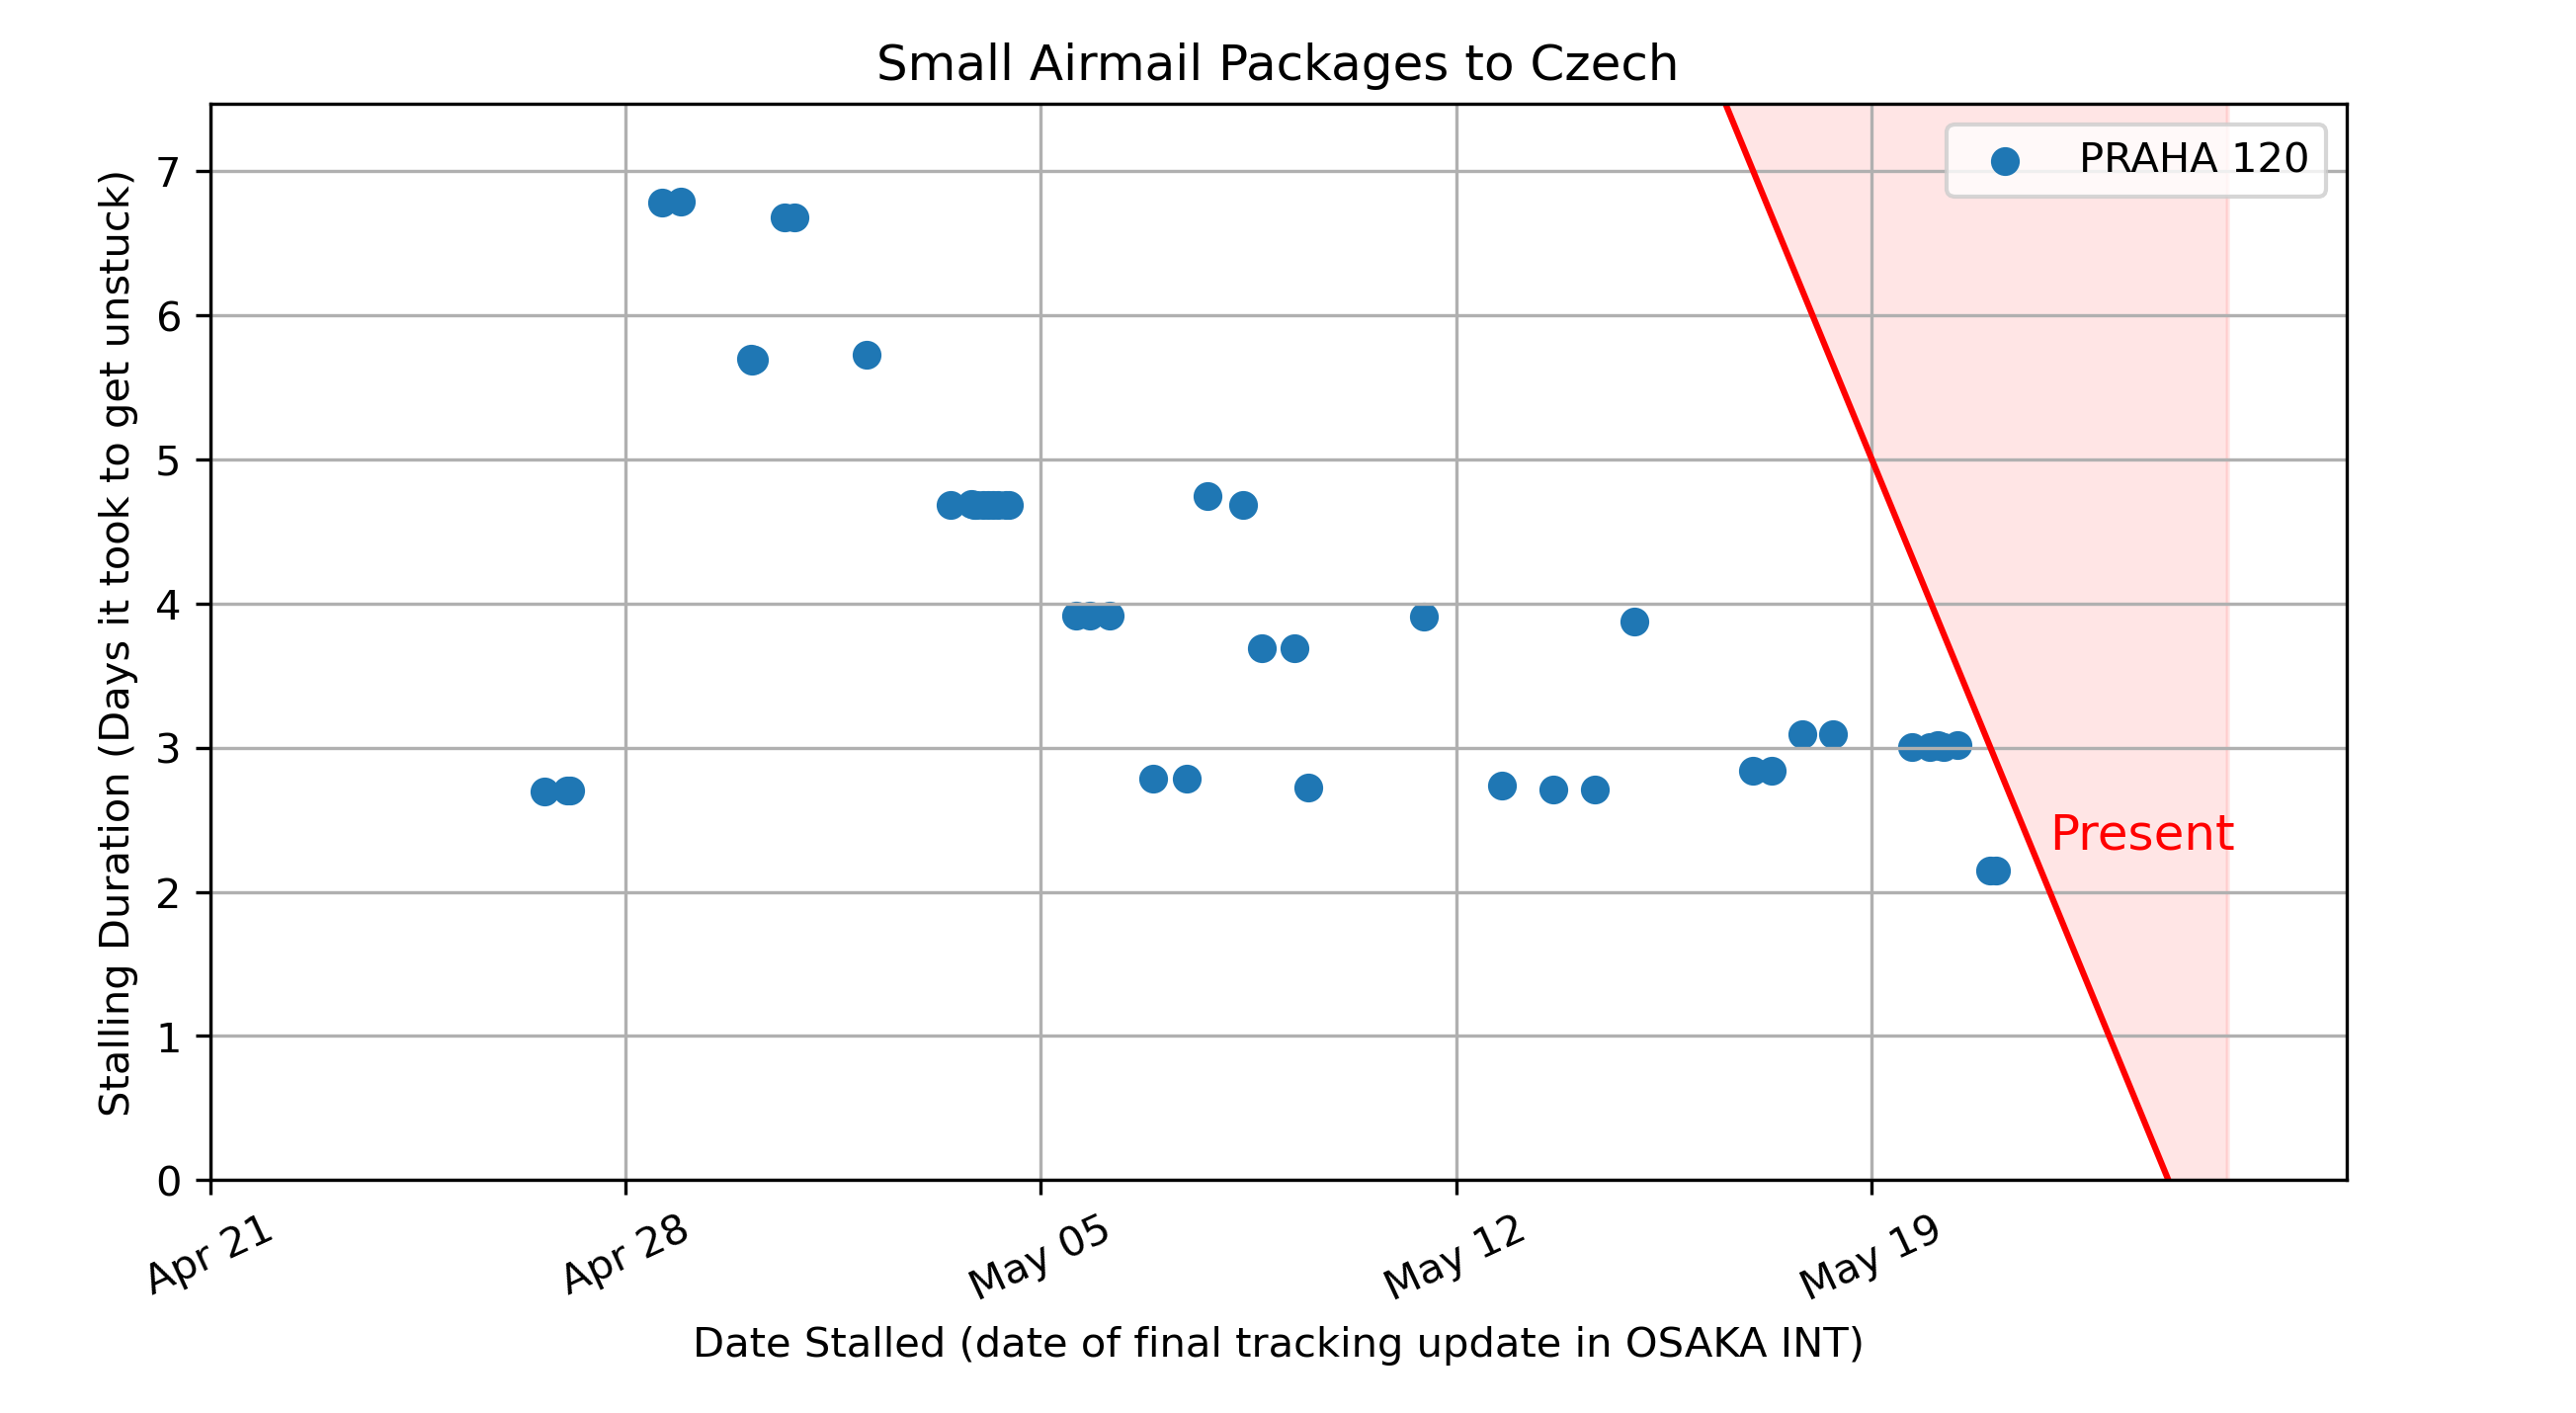 Small Airmail Packages to Czech
PRAHA 120
Stalling Duration (Days it took to get unstuck)
7
6
5
4
3
2
1
0
Present
Apr 21
Apr 28
May 05
May 12
May 19
Date Stalled (date of final tracking update in OSAKA INT)